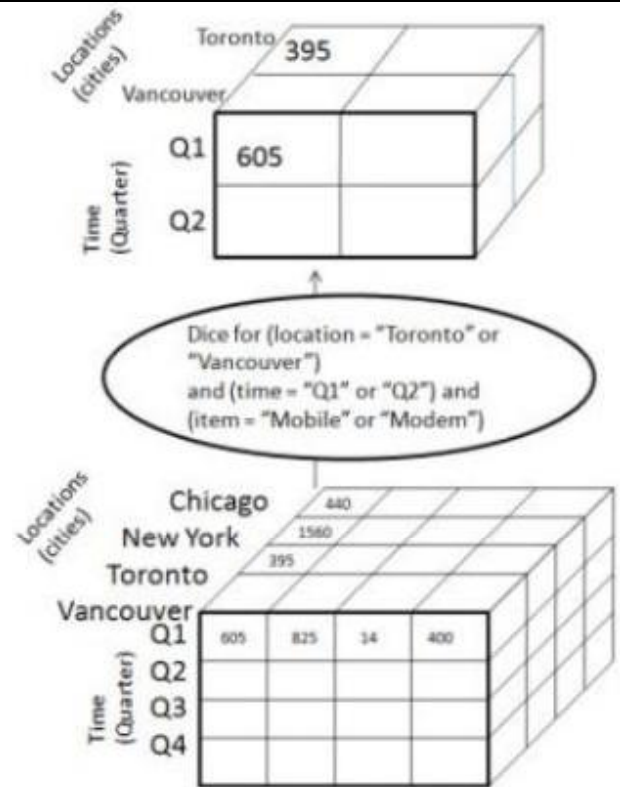 Locations
(cities)
Toronto
395
Vancouver
Q1
605
Q2
Time
(Quarter)
Dice for (location = "Toronto" or
"Vancouver")
and (time = "Q1" or "Q2") and
(item = "Mobile" or "Modem")
Locations
(cities)
Chicago
440
New York
1560
Toronto
395
Vancouver
Q1
605 825 14 400
Q2
Q3
Q4
Time
(Quarter)